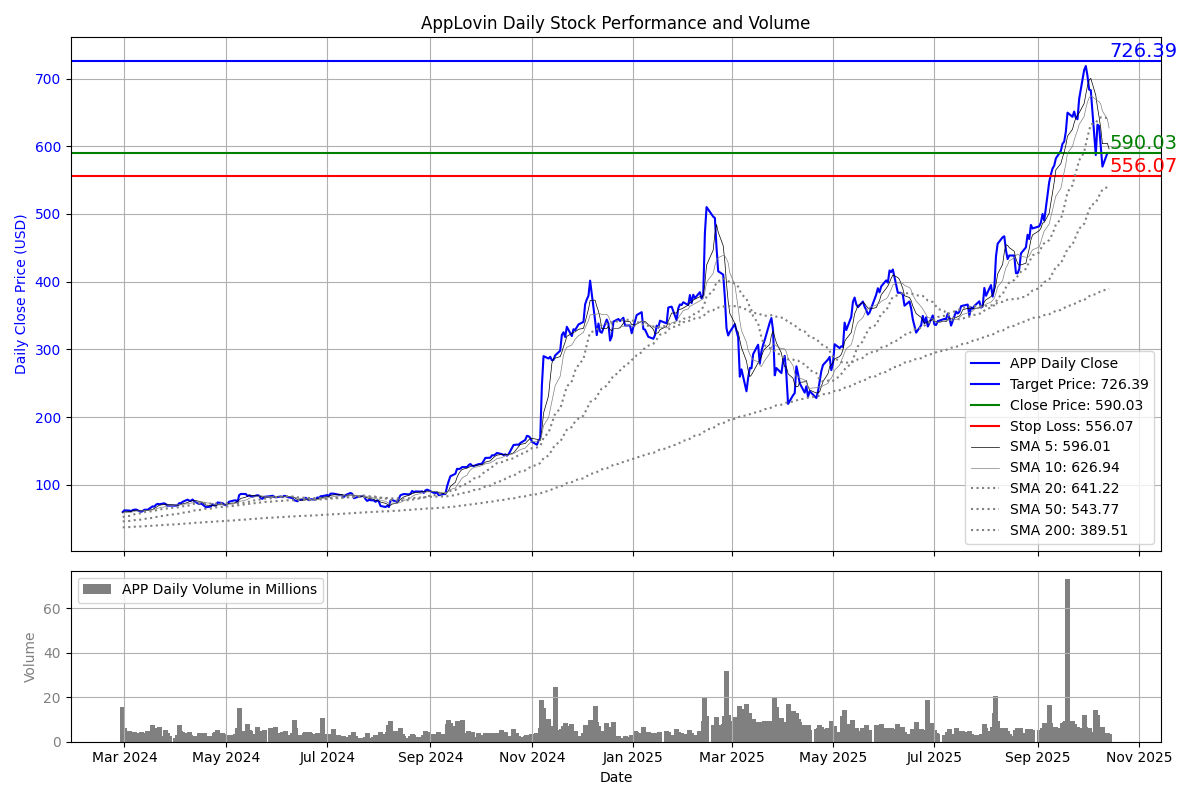 AppLovin Daily Stock Performance and Volume
726.39
590.03
556.07
Daily Close Price (USD)
700
600
500
400
300
200
100
APP Daily Close
Target Price: 726.39
Close Price: 590.03
Stop Loss: 556.07
SMA 5: 596.01
SMA 10: 626.94
SMA 20: 641.22
SMA 50: 543.77
SMA 200: 389.51
APP Daily Volume in Millions
Volume
60
40
20
0
Mar 2024 May 2024 Jul 2024 Sep 2024 Nov 2024 Jan 2025 Mar 2025 May 2025 Jul 2025 Sep 2025 Nov 2025
Date